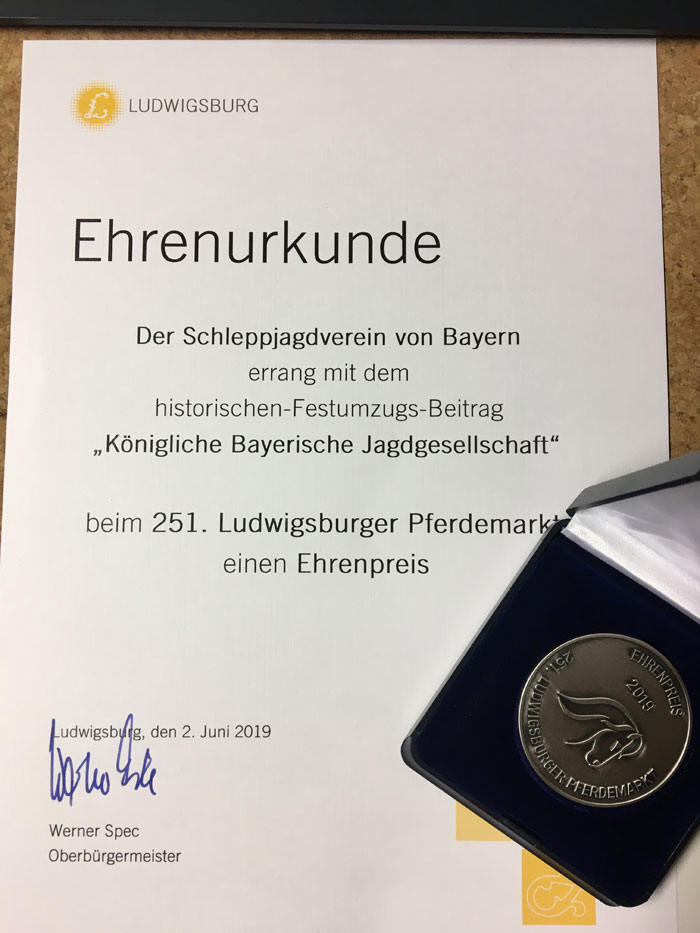 LUDWIGSBURG
Ehrenurkunde
Der Schleppjagdverein von Bayern
errang mit dem
historischen-Festumzugs-Beitrag
„Königliche Bayerische Jagdgesellschaft“
beim 251. Ludwigsburger Pferdemarkt
einen Ehrenpreis
Ludwigsburg, den 2. Juni 2019
Werner Spec
Oberbürgermeister
EHRENPREIS
2019
251. LUDWIGSBURGER PFERDEMARKT